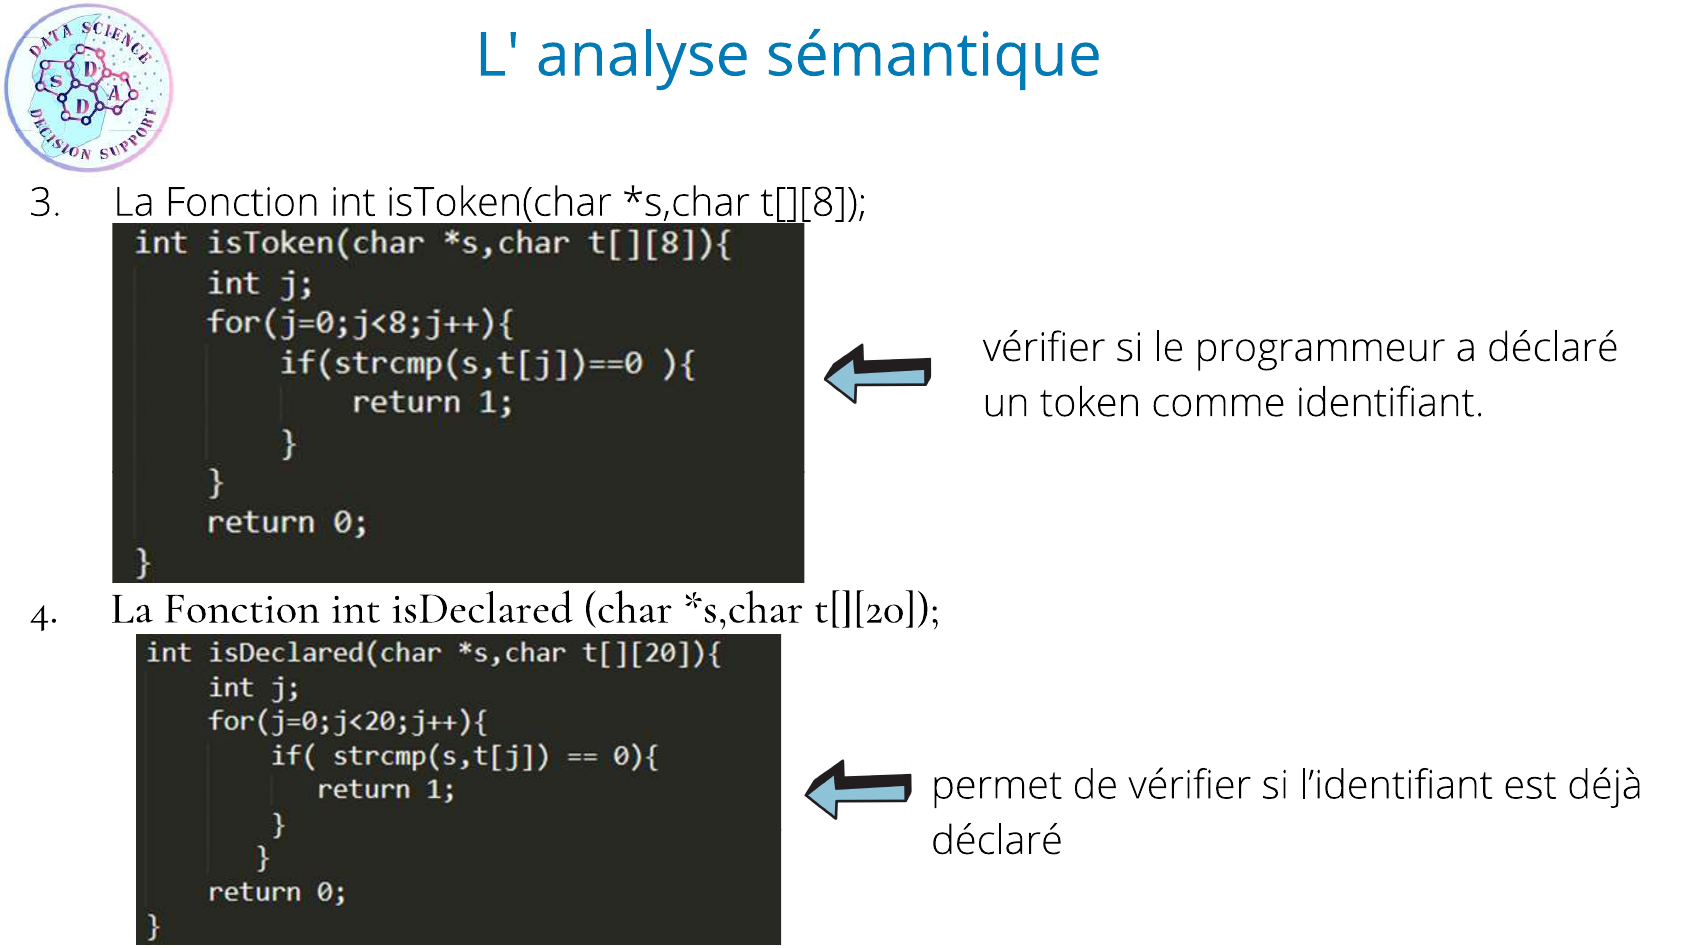 DATA SCIENCE
S D D A
DECISION SUPPORT
L' analyse sémantique
3. La Fonction int isToken(char *s,char t[][8]);
int isToken(char *s,char t[][8]){
int j;
for(j=0;j<8;j++){
if(strcmp(s,t[j])==0 ){
return 1;
}
}
return 0;
}
vérifier si le programmeur a déclaré
un token comme identifiant.
4. La Fonction int isDeclared (char *s,char t[][20]);
int isDeclared(char *s,char t[][20]){
int j;
for(j=0;j<20;j++){
if( strcmp(s,t[j]) == 0){
return 1;
}
}
return 0;
}
permet de vérifier si l’identifiant est déjà
déclaré